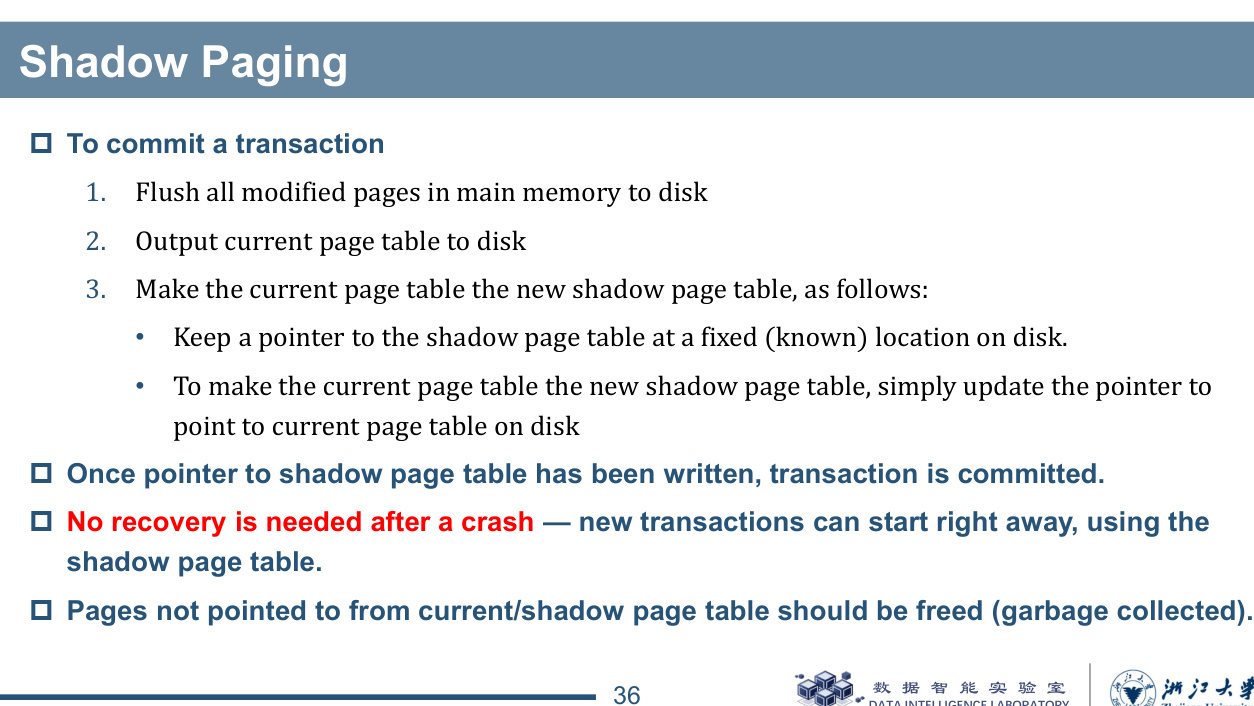 Shadow Paging
To commit a transaction
1. Flush all modified pages in main memory to disk
2. Output current page table to disk
3. Make the current page table the new shadow page table, as follows:
• Keep a pointer to the shadow page table at a fixed (known) location on disk.
• To make the current page table the new shadow page table, simply update the pointer to
point to current page table on disk
Once pointer to shadow page table has been written, transaction is committed.
No recovery is needed after a crash — new transactions can start right away, using the
shadow page table.
Pages not pointed to from current/shadow page table should be freed (garbage collected).
36
数据智能实验室
DATA INTELLIGENCE LABORATORY
浙江大学